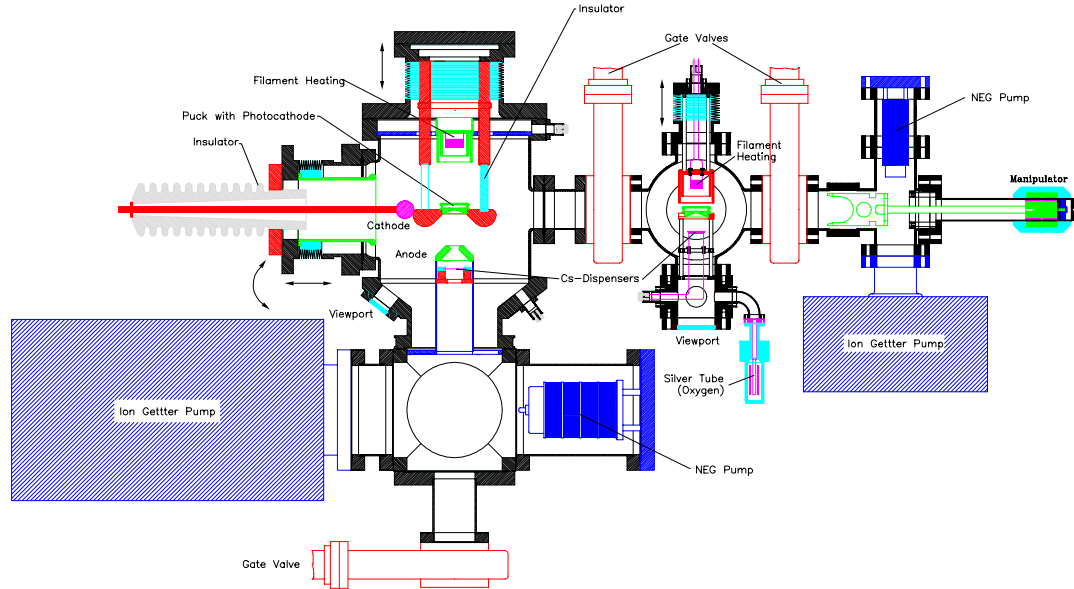 Insulator
Gate Valves
Filament Heating
NEG Pump
Puck with Photocathode
Insulator
Filament
Heating
Manipulator
Cathode
Anode
Cs-Dispensers
Viewport
Viewport
Ion Gettter Pump
Silver Tube
(Oxygen)
Ion Gettter Pump
NEG Pump
Gate Valve